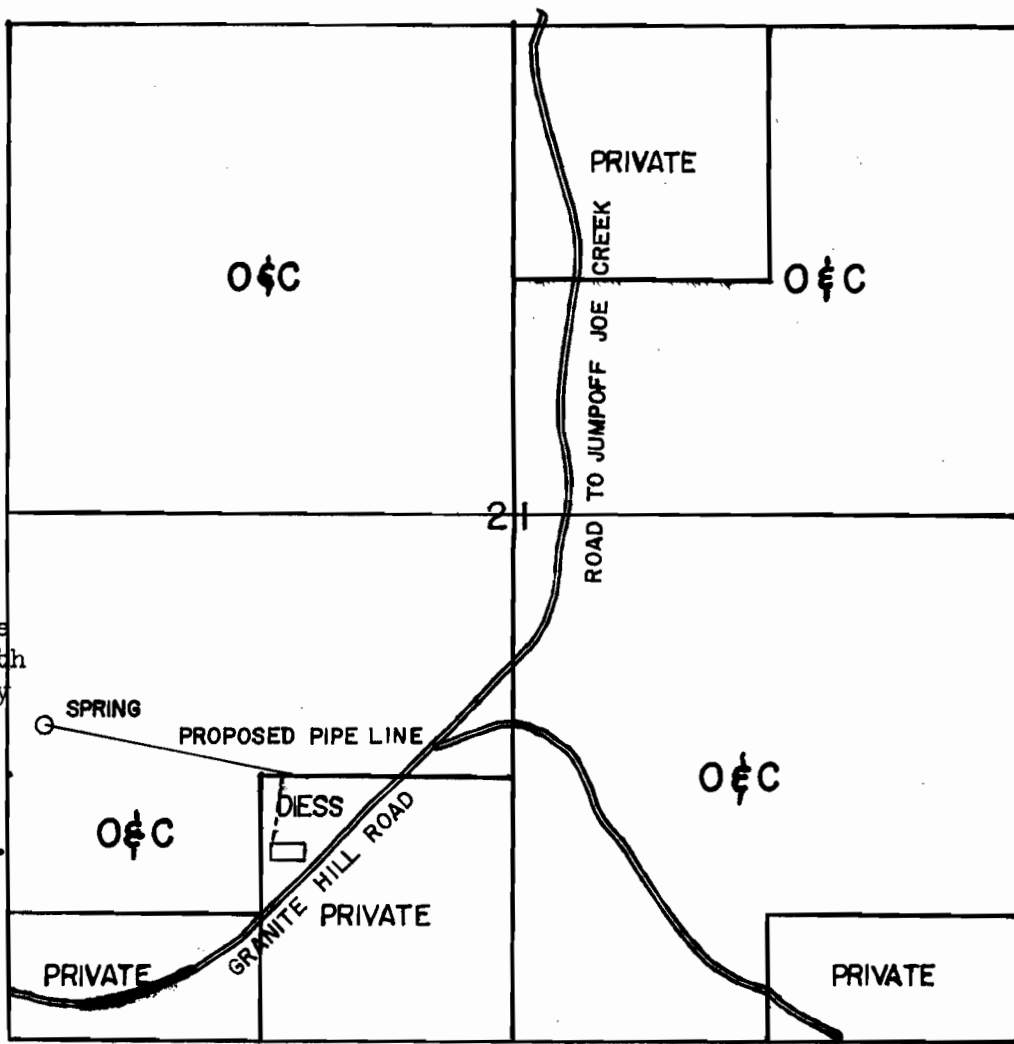 PRIVATE
O&C
O&C
ROAD TO JUMPOFF JOE CREEK
21
SPRING
PROPOSED PIPE LINE
O&C
DIESS
O&C
GRANITE HILL ROAD
PRIVATE
PRIVATE
PRIVATE